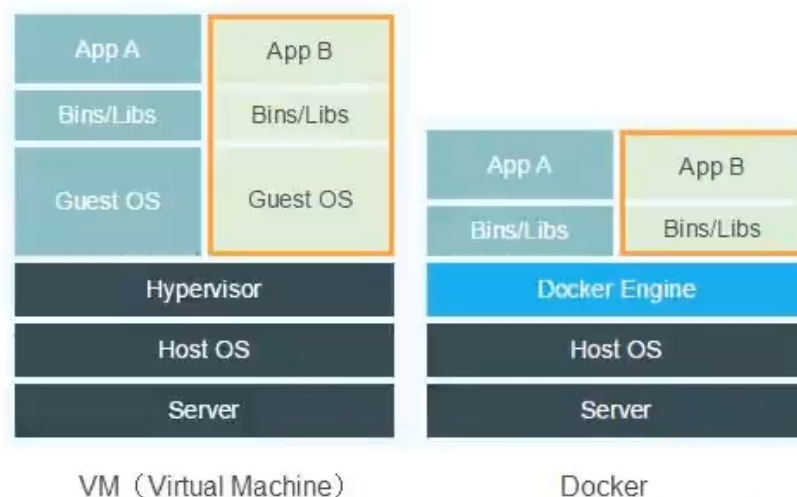 App A
App B
Bins/Libs
Bins/Libs
Guest OS
Guest OS
Hypervisor
Host OS
Server
VM（Virtual Machine）
App A
App B
Bins/Libs
Bins/Libs
Docker Engine
Host OS
Server
Docker